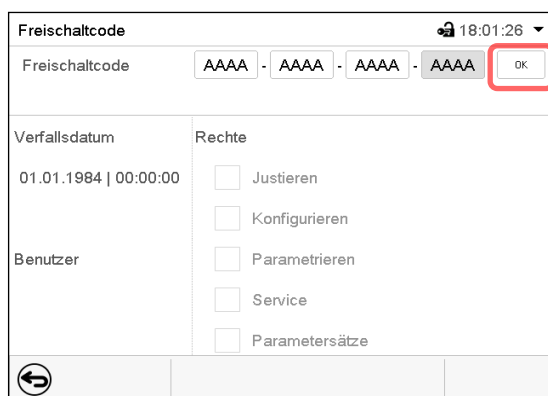 Freischaltcode 18:01:26
Freischaltcode AAAA - AAAA - AAAA - AAAA OK
Verfallsdatum Rechte
01.01.1984 | 00:00:00 Justieren
Konfigurieren
Benutzer Parametrieren
Service
Parametersätze